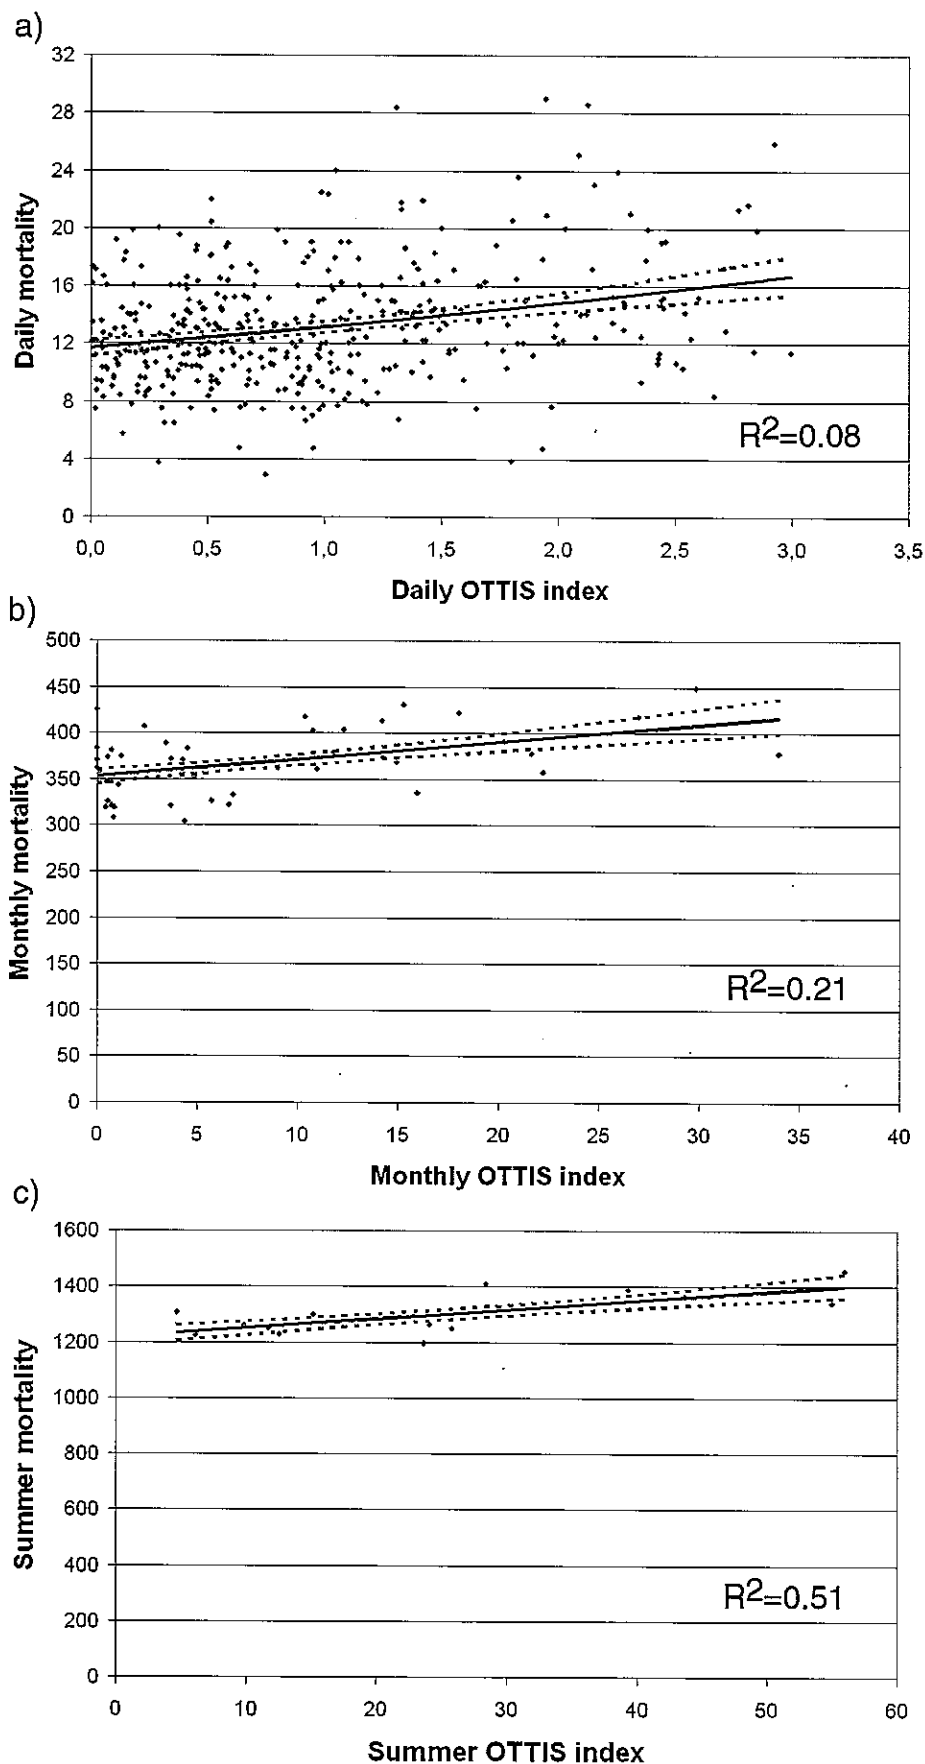 a)
32
28
24
20
16
12
8
4
0
Daily mortality
R2=0.08
0,0 0,5 1,0 1,5 2,0 2,5 3,0 3,5
Daily OTTIS index
b)
500
450
400
350
300
250
200
150
100
50
0
Monthly mortality
R2=0.21
0 5 10 15 20 25 30 35 40
Monthly OTTIS index
c)
1600
1400
1200
1000
800
600
400
200
0
Summer mortality
R2=0.51
0 10 20 30 40 50 60
Summer OTTIS index